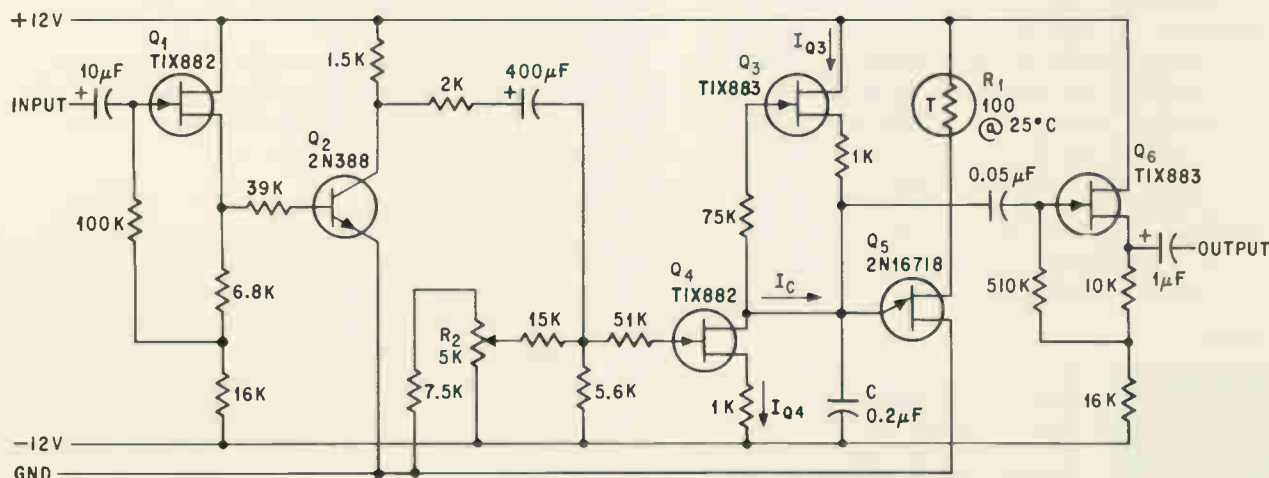 +12V
Q1
TIX882
10µF
+
INPUT
100K
6.8K
16K
39K
Q2
2N388
1.5K
2K
400µF
+
7.5K
R2
5K
15K
5.6K
51K
Q4
TIX882
1K
IQ4
Q3
TIX883
IQ3
1K
75K
IC
C
0.2µF
Q5
2N1671B
T
R1
100
@ 25°C
0.05µF
Q6
TIX883
510K
10K
16K
+
1µF
OUTPUT
-12V
GND